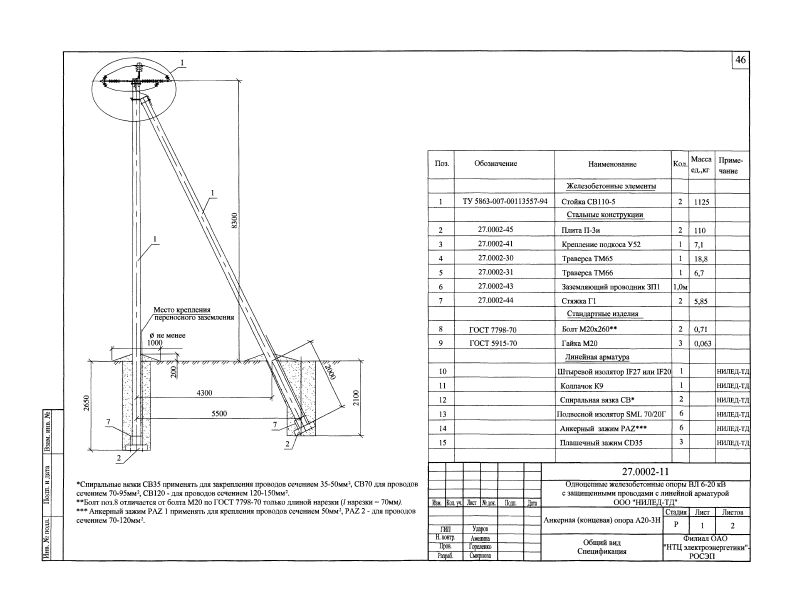 46
1
1
1
8300
Место крепления
переносного заземления
ø не менее
1000
200
2650
4300
5500
2000
2100
7
7
2
2
*Спиральные вязки СВ35 применять для закрепления проводов сечением 35-50мм², СВ70 для проводов
сечением 70-95мм², СВ120 - для проводов сечением 120-150мм².
**Болт поз.8 отличается от болта М20 по ГОСТ 7798-70 только длиной нарезки (l нарезки = 70мм).
*** Анкерный зажим PAZ 1 применять для крепления проводов сечением 50мм², PAZ 2 - для проводов
сечением 70-120мм².
Поз. Обозначение Наименование Кол. Масса ед.,кг Приме-чание
Железобетонные элементы
1 ТУ 5863-007-00113557-94 Стойка СВ110-5 2 1125
Стальные конструкции
2 27.0002-45 Плита П-3и 2 110
3 27.0002-41 Крепление подкоса У52 1 7,1
4 27.0002-30 Траверса ТМ65 1 18,8
5 27.0002-31 Траверса ТМ66 1 6,7
6 27.0002-43 Заземляющий проводник ЗП1 1,0м
7 27.0002-44 Стяжка Г1 2 5,85
Стандартные изделия
8 ГОСТ 7798-70 Болт М20х260** 2 0,71
9 ГОСТ 5915-70 Гайка М20 3 0,063
Линейная арматура
10 Штыревой изолятор IF27 или IF20 1 НИЛЕД-ТД
11 Колпачок К9 1 НИЛЕД-ТД
12 Спиральная вязка СВ* 2 НИЛЕД-ТД
13 Подвесной изолятор SML 70/20Г 6 НИЛЕД-ТД
14 Анкерный зажим PAZ*** 6 НИЛЕД-ТД
15 Плашечный зажим CD35 3 НИЛЕД-ТД
27.0002-11
Одноцепные железобетонные опоры ВЛ 6-20 кВ
с защищенными проводами с линейной арматурой
ООО "НИЛЕД-ТД"
Изм. Кол. уч. Лист № док. Подп. Дата
Анкерная (концевая) опора А20-3Н
Стадия Лист Листов
Р 1 2
ГИП Ударов
Н. контр. Амелина
Пров. Гореленко
Разраб. Смирнова
Общий вид
Спецификация
Филиал ОАО
"НТЦ электроэнергетики"-
РОСЭП
Взам. инв. №
Подп. и дата
Инв. № подл.